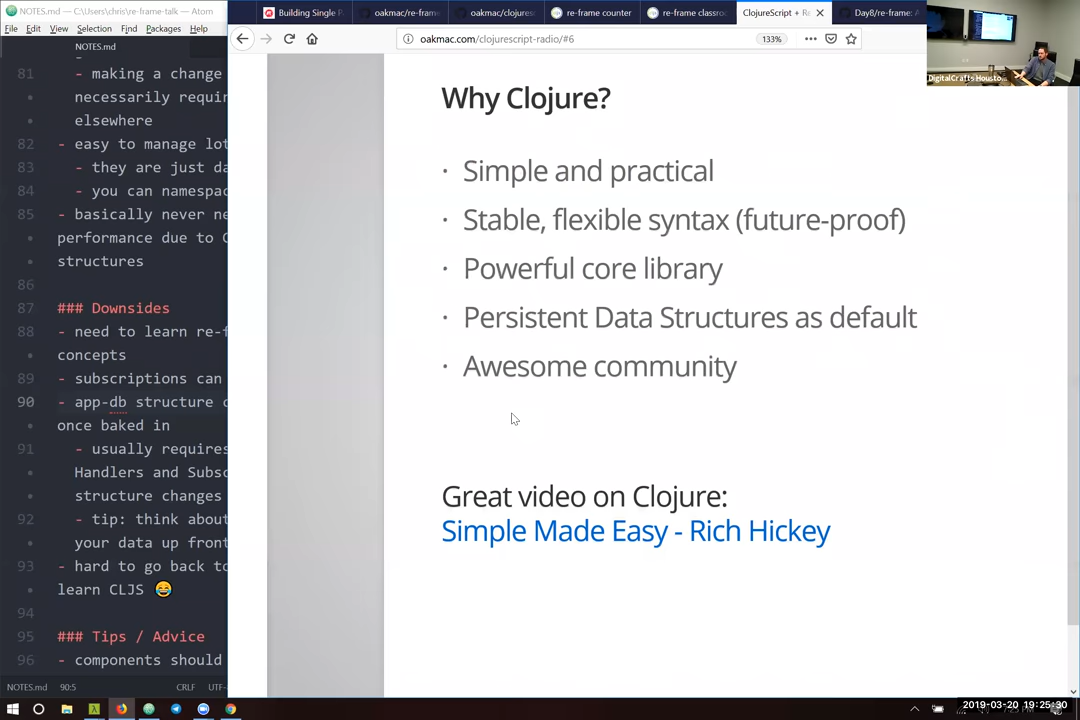 NOTES.md — C:\Users\chris\re-frame-talk — Atom
File Edit View Selection Find Packages Help
NOTES.md
81 - making a change
necessarily requir
elsewhere
82 - easy to manage lot
83 - they are just da
84 - you can namespac
85 - basically never ne
performance due to C
structures
86
87 ### Downsides
88 - need to learn re-f
concepts
89 - subscriptions can
90 - app-db structure c
once baked in
91 - usually requires
Handlers and Subsc
structure changes
92 - tip: think about
your data up front
93 - hard to go back to
learn CLJS 😂
94
95 ### Tips / Advice
96 - components should
NOTES.md 90:5 CRLF UTF-
Building Single P
oakmac/re-fram
oakmac/clojures
re-frame counter
re-frame classroo
ClojureScript + R
Day8/re-frame: A
oakmac.com/clojurescript-radio/#6
133%
DigitalCrafts Housto...
Why Clojure?
· Simple and practical
· Stable, flexible syntax (future-proof)
· Powerful core library
· Persistent Data Structures as default
· Awesome community
Great video on Clojure:
Simple Made Easy - Rich Hickey
2019-03-20 19:25:30